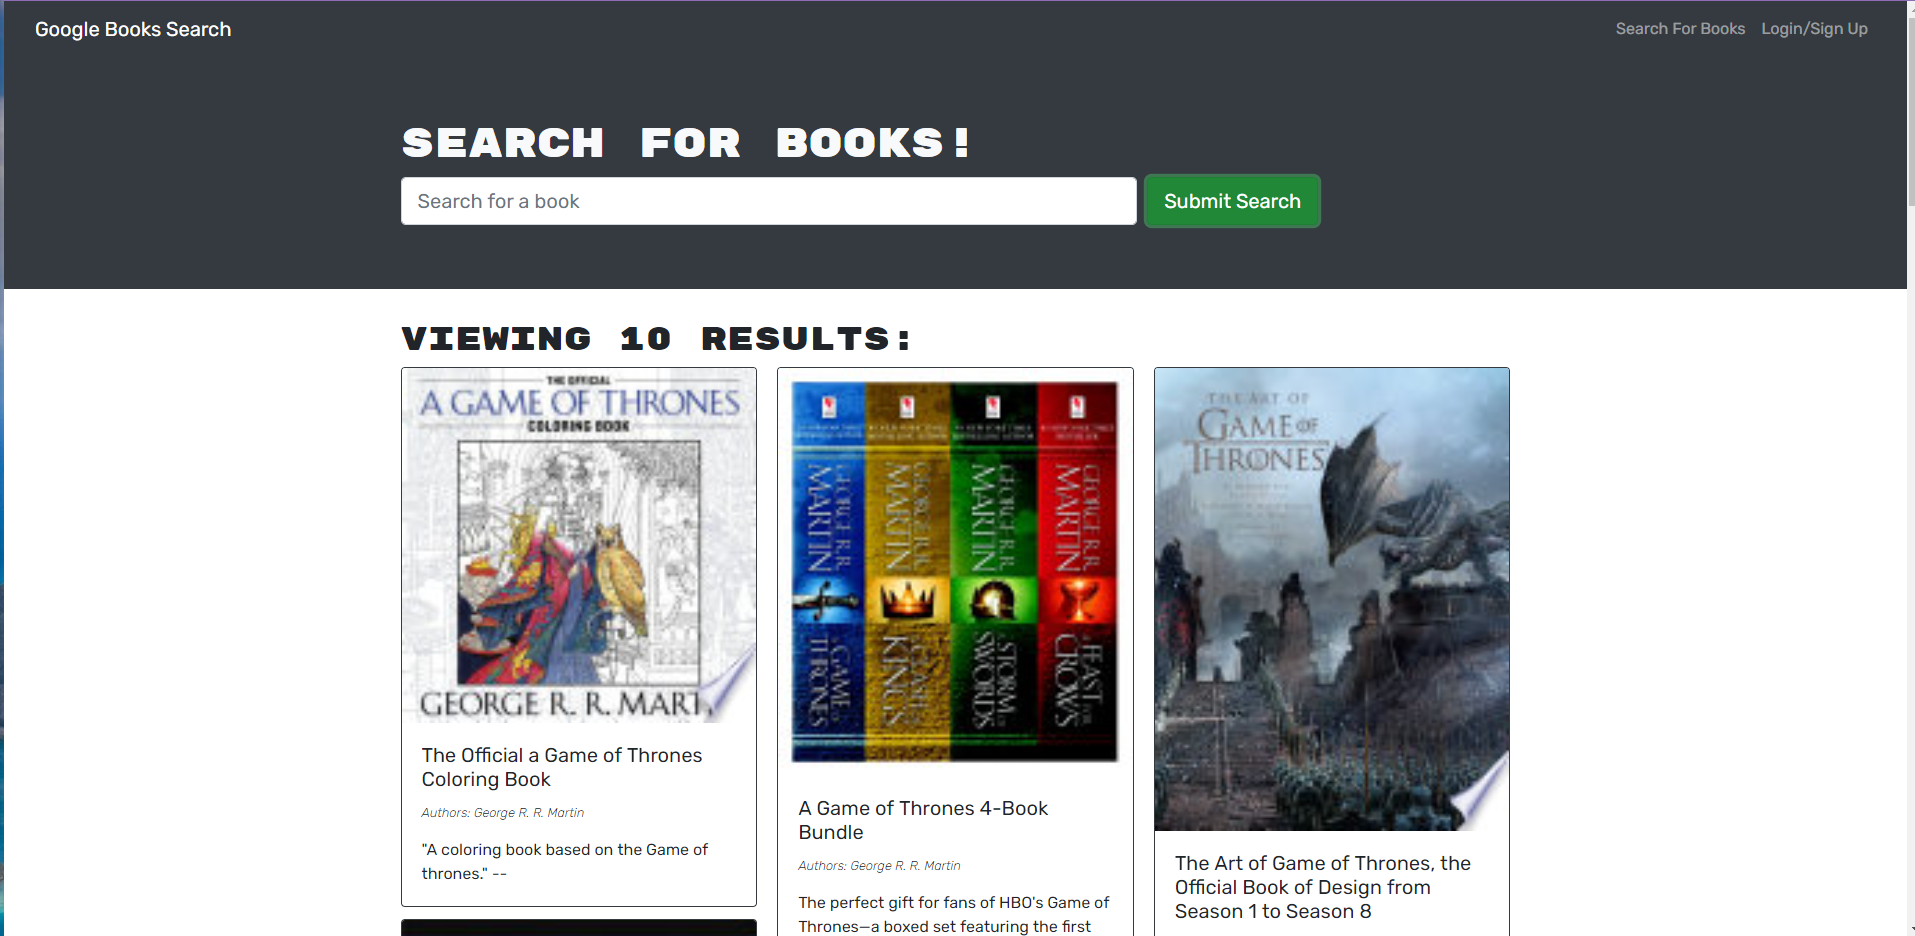 Google Books Search
Search For Books
Login/Sign Up
SEARCH FOR BOOKS!
Search for a book
Submit Search
VIEWING 10 RESULTS:
THE OFFICIAL
A GAME OF THRONES
COLORING BOOK
GEORGE R. R. MARTI
The Official a Game of Thrones
Coloring Book
Authors: George R. R. Martin
"A coloring book based on the Game of
thrones." --
GEORGE R.R.
MARTIN
A GAME OF
THRONES
GEORGE R.R.
MARTIN
A CLASH OF
KINGS
GEORGE R.R.
MARTIN
A STORM OF
SWORDS
GEORGE R.R.
MARTIN
A FEAST FOR
CROWS
A Game of Thrones 4-Book
Bundle
Authors: George R. R. Martin
The perfect gift for fans of HBO's Game of
Thrones—a boxed set featuring the first
THE ART OF
GAME OF
THRONES
The Art of Game of Thrones, the
Official Book of Design from
Season 1 to Season 8